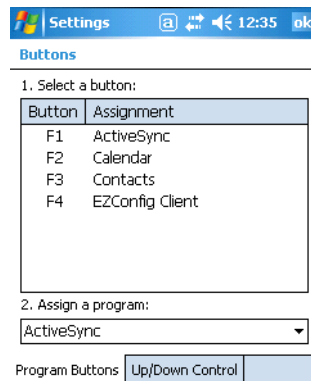 Settings a 12:35 ok
Buttons
1. Select a button:
Button Assignment
F1 ActiveSync
F2 Calendar
F3 Contacts
F4 EZConfig Client
2. Assign a program:
ActiveSync
Program Buttons Up/Down Control